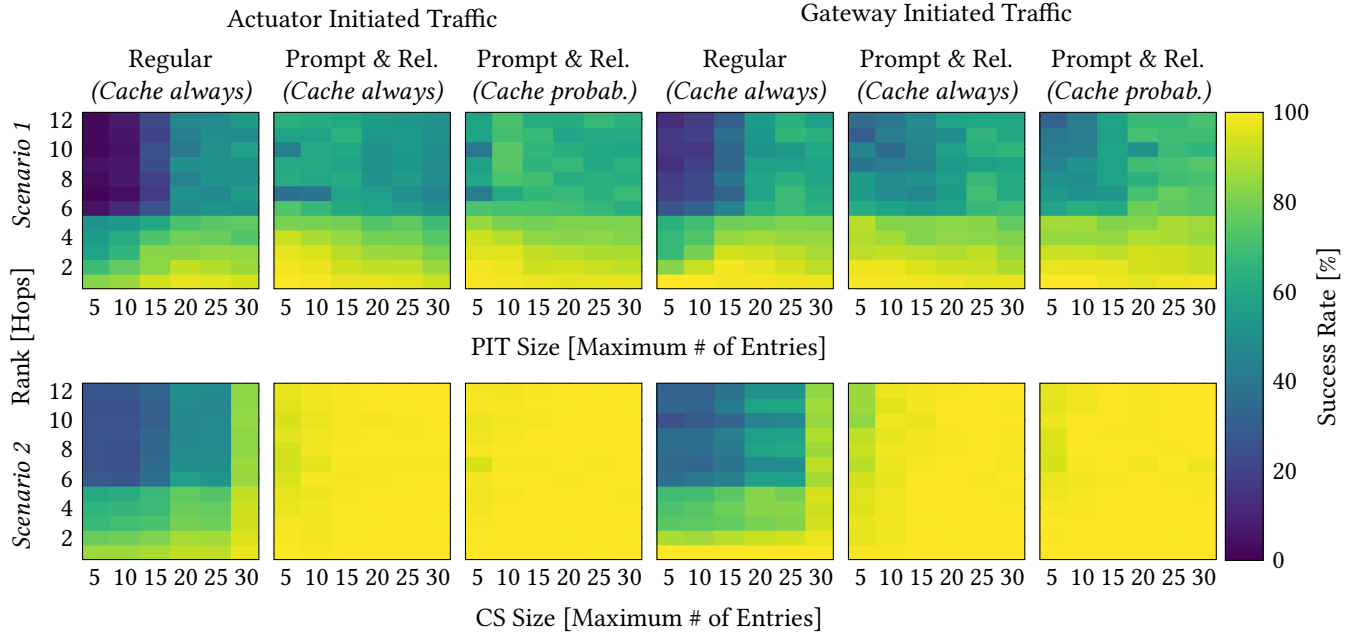 Actuator Initiated Traffic
Gateway Initiated Traffic
Regular
(Cache always)
Prompt & Rel.
(Cache always)
Prompt & Rel.
(Cache probab.)
Regular
(Cache always)
Prompt & Rel.
(Cache always)
Prompt & Rel.
(Cache probab.)
Rank [Hops]
Scenario 1
12
10
8
6
4
2
5 10 15 20 25 30
5 10 15 20 25 30
5 10 15 20 25 30
5 10 15 20 25 30
5 10 15 20 25 30
5 10 15 20 25 30
PIT Size [Maximum # of Entries]
Scenario 2
12
10
8
6
4
2
5 10 15 20 25 30
5 10 15 20 25 30
5 10 15 20 25 30
5 10 15 20 25 30
5 10 15 20 25 30
5 10 15 20 25 30
CS Size [Maximum # of Entries]
100
80
60
40
20
0
Success Rate [%]